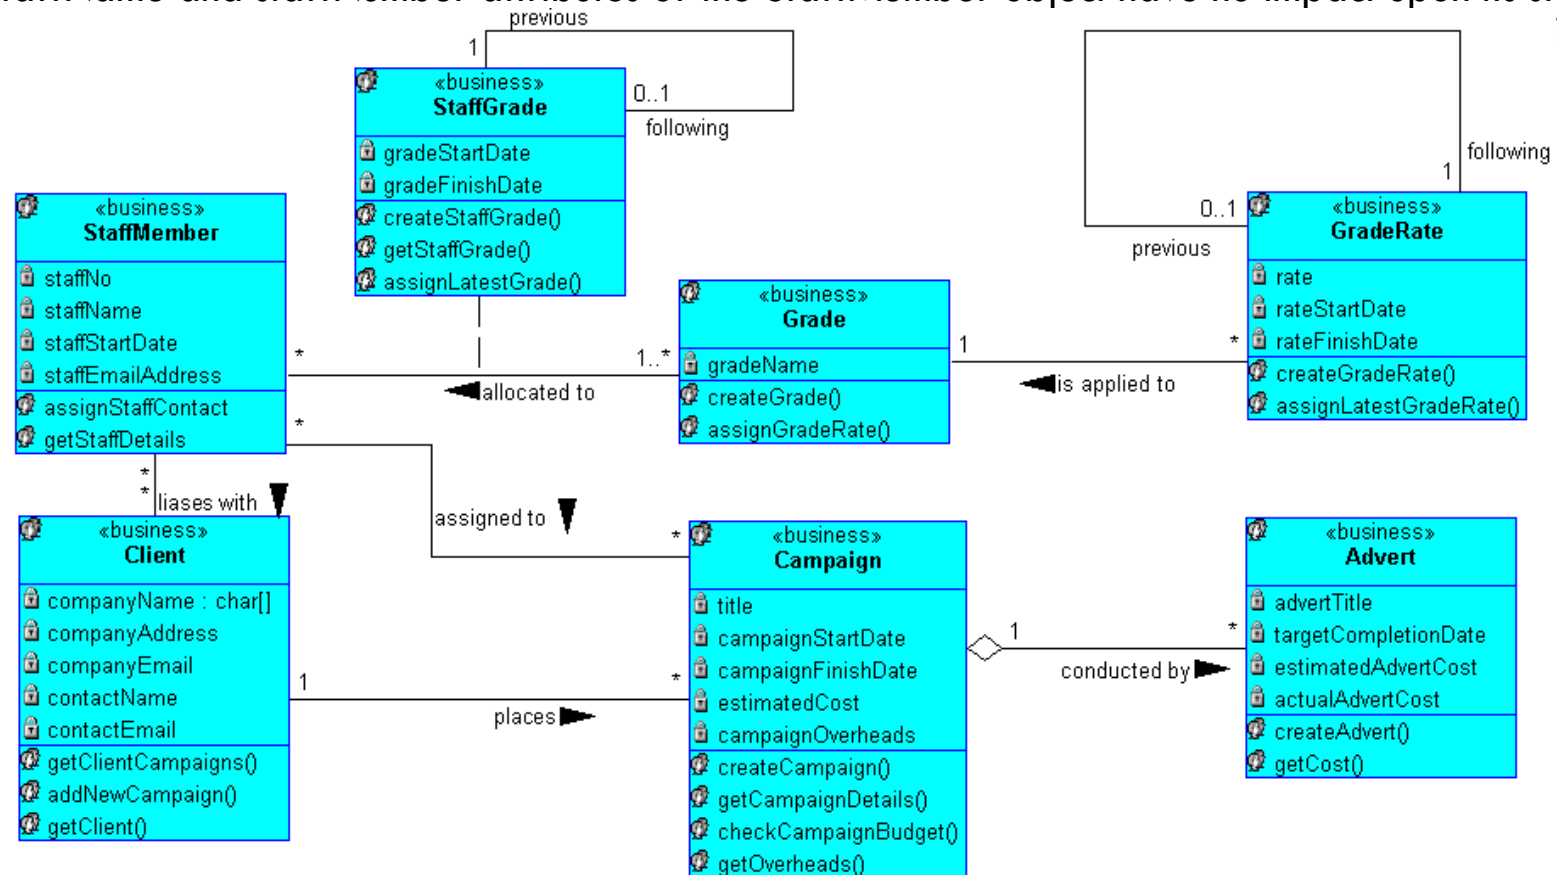 previous
1
«business»
StaffGrade
0..1
following
gradeStartDate
gradeFinishDate
createStaffGrade()
getStaffGrade()
assignLatestGrade()
following
1
0..1
previous
«business»
GradeRate
rate
rateStartDate
rateFinishDate
createGradeRate()
assignLatestGradeRate()
«business»
StaffMember
staffNo
staffName
staffStartDate
staffEmailAddress
assignStaffContact
getStaffDetails
*
1..*
allocated to
«business»
Grade
gradeName
createGrade()
assignGradeRate()
1
*
is applied to
*
*
*
liases with
assigned to
*
«business»
Client
companyName : char[]
companyAddress
companyEmail
contactName
contactEmail
getClientCampaigns()
addNewCampaign()
getClient()
1
*
places
«business»
Campaign
title
campaignStartDate
campaignFinishDate
estimatedCost
campaignOverheads
createCampaign()
getCampaignDetails()
checkCampaignBudget()
getOverheads()
1
*
conducted by
«business»
Advert
advertTitle
targetCompletionDate
estimatedAdvertCost
actualAdvertCost
createAdvert()
getCost()